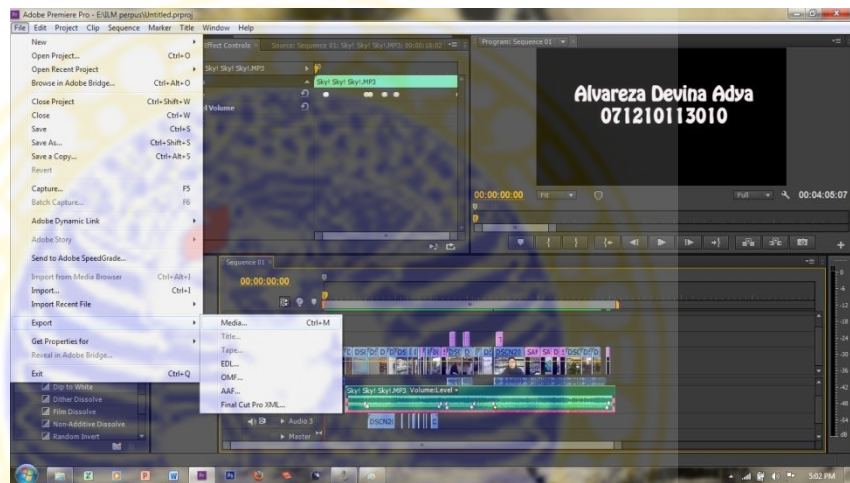 Adobe Premiere Pro - E:\ILM perpus\Untitled.prproj
File Edit Project Clip Sequence Marker Title Window Help
New
Open Project... Ctrl+O
Open Recent Project
Browse in Adobe Bridge... Ctrl+Alt+O
Close Project Ctrl+Shift+W
Close Ctrl+W
Save Ctrl+S
Save As... Ctrl+Shift+S
Save a Copy... Ctrl+Alt+S
Revert
Capture... F5
Batch Capture... F6
Adobe Dynamic Link
Adobe Story
Send to Adobe SpeedGrade...
Import from Media Browser Ctrl+Alt+I
Import... Ctrl+I
Import Recent File
Export
Get Properties for
Reveal in Adobe Bridge...
Exit Ctrl+Q
Media... Ctrl+M
Title...
Tape...
EDL...
OMF...
AAF...
Final Cut Pro XML...
Dip to White
Dither Dissolve
Film Dissolve
Non-Additive Dissolve
Random Invert
Effect Controls
Source: Sequence 01: Sky! Sky! Sky!.MP3: 00:00:18:02
Sky! Sky! Sky!.MP3
Sky! Sky! Sky!.MP3
Volume
Program: Sequence 01
Alvareza Devina Adya
071210113010
00:00:00:00 Fit Full 00:04:05:07
Sequence 01
00:00:00:00
Sky! Sky! Sky!.MP3 Volume:Level
Audio 3
Master
5:02 PM